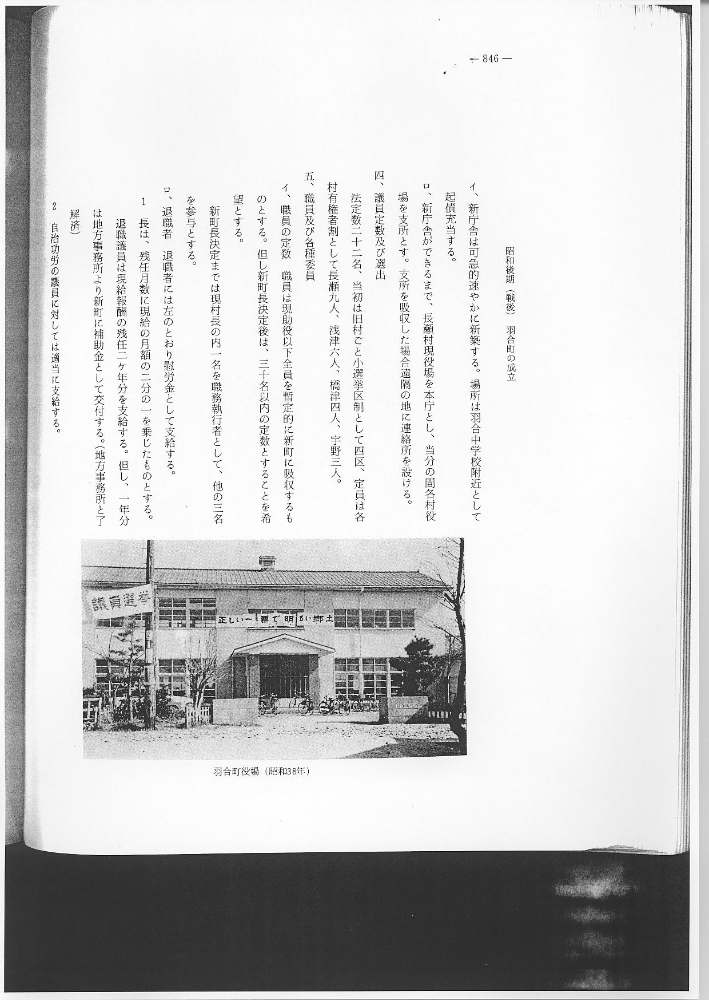 — 846 —
昭和後期（戦後）　羽合町の成立
イ、新庁舎は可急的速やかに新築する。場所は羽合中学校附近として
起債充当する。
ロ、新庁舎ができるまで、長瀬村現役場を本庁とし、当分の間各村役
場を支所とす。支所を吸収した場合遠隔の地に連絡所を設ける。
四、議員定数及び選出
法定数二十二名、当初は旧村ごと小選挙区制として四区、定員は各
村有権者割として長瀬九人、浅津六人、橋津四人、宇野三人。
五、職員及び各種委員
イ、職員の定数　職員は現助役以下全員を暫定的に新町に吸収するも
のとする。但し新町長決定後は、三十名以内の定数とすることを希
望とする。
新町長決定までは現村長の内一名を職務執行者として、他の三名
を参与とする。
ロ、退職者　退職者には左のとおり慰労金として支給する。
1　長は、残任月数に現給の月額の二分の一を乗じたものとする。
退職議員は現給報酬の残任二ケ年分を支給する。但し、一年分
は地方事務所より新町に補助金として交付する。（地方事務所と了
解済）
2　自治功労の議員に対しては適当に支給する。
議員選挙
正しい一票で明るい郷土
羽合町役場（昭和38年）